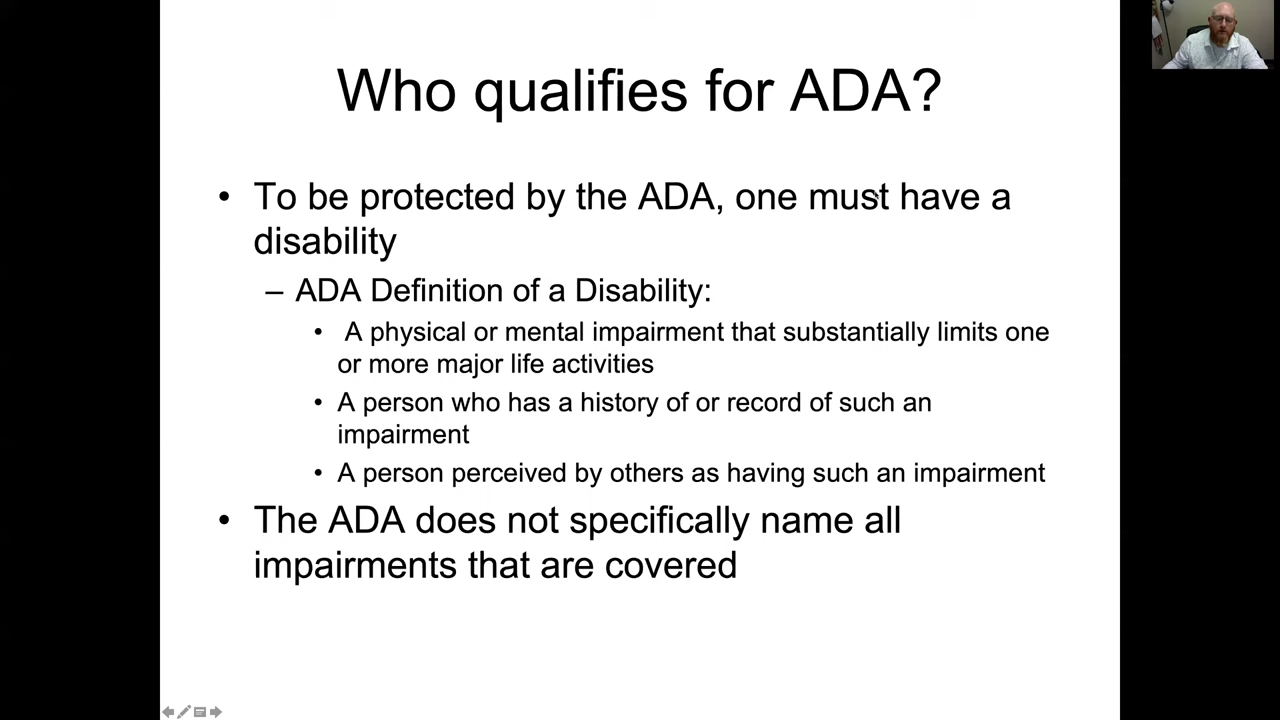 Who qualifies for ADA?
• To be protected by the ADA, one must have a
disability
– ADA Definition of a Disability:
• A physical or mental impairment that substantially limits one
or more major life activities
• A person who has a history of or record of such an
impairment
• A person perceived by others as having such an impairment
• The ADA does not specifically name all
impairments that are covered